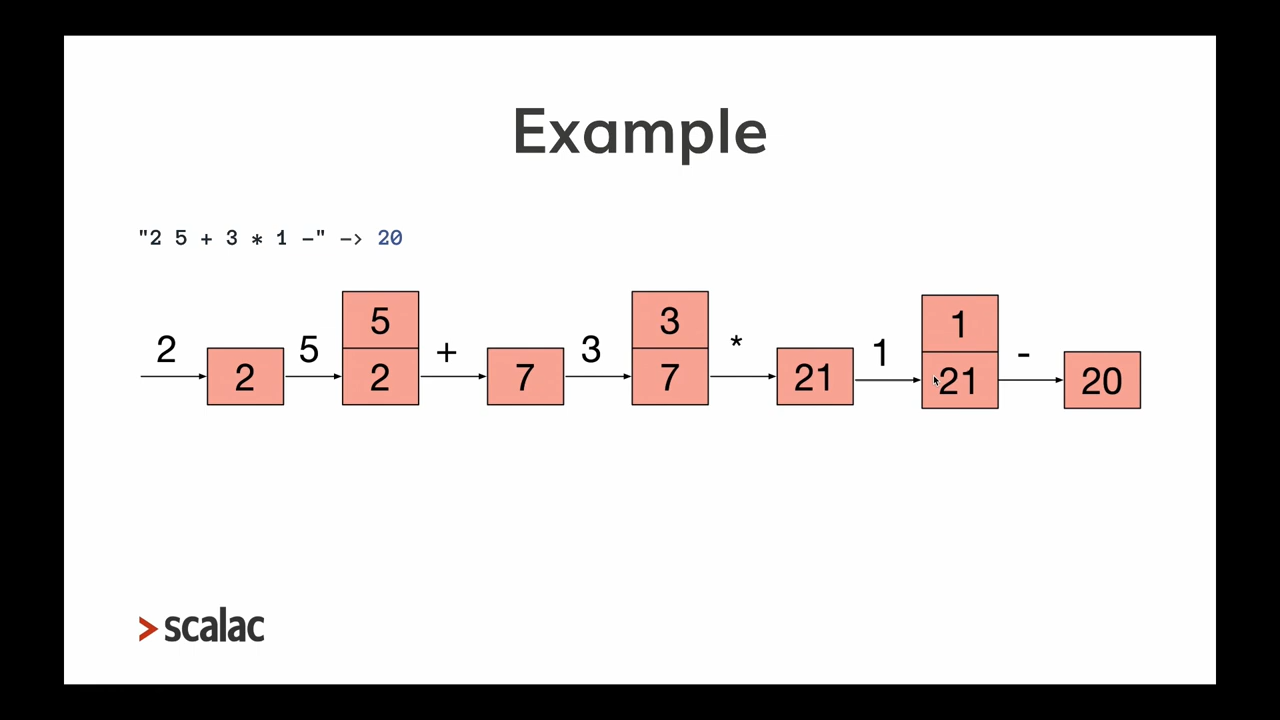 Example
"2 5 + 3 * 1 -" -> 20
2 2 5 5 2 + 7 3 3 7 * 21 1 1 21 - 20
> scalac